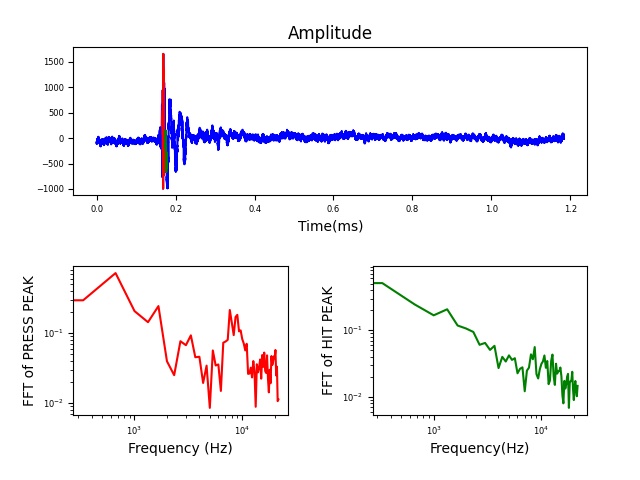 Amplitude
1500
1000
500
0
−500
−1000
0.0 0.2 0.4 0.6 0.8 1.0 1.2
Time(ms)
FFT of PRESS PEAK
10⁻¹
10⁻²
10³ 10⁴
Frequency (Hz)
FFT of HIT PEAK
10⁻¹
10⁻²
10³ 10⁴
Frequency(Hz)